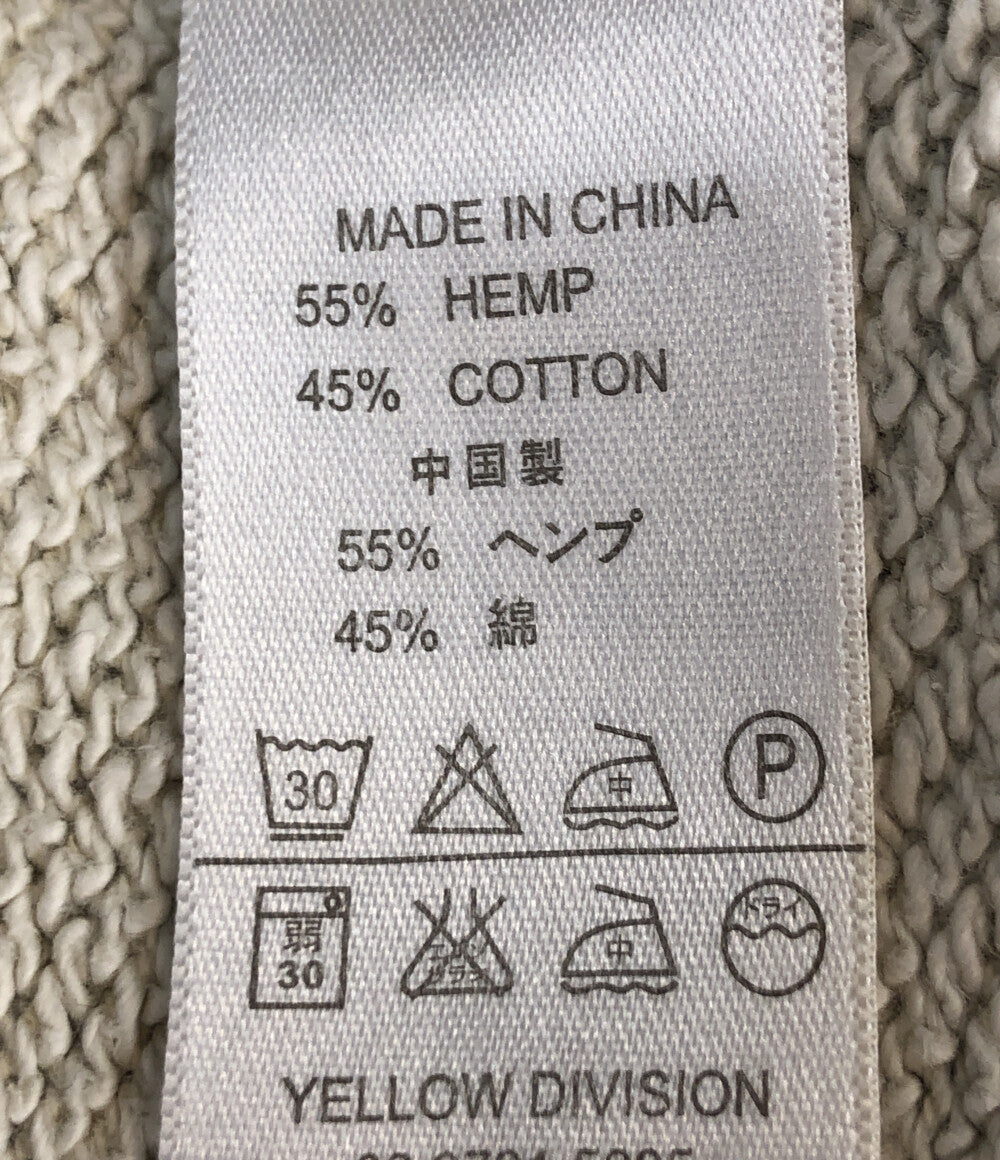 MADE IN CHINA
55% HEMP
45% COTTON
中国製
55% ヘンプ
45% 綿
30 中 P
弱 中 ドライ
30
YELLOW DIVISION